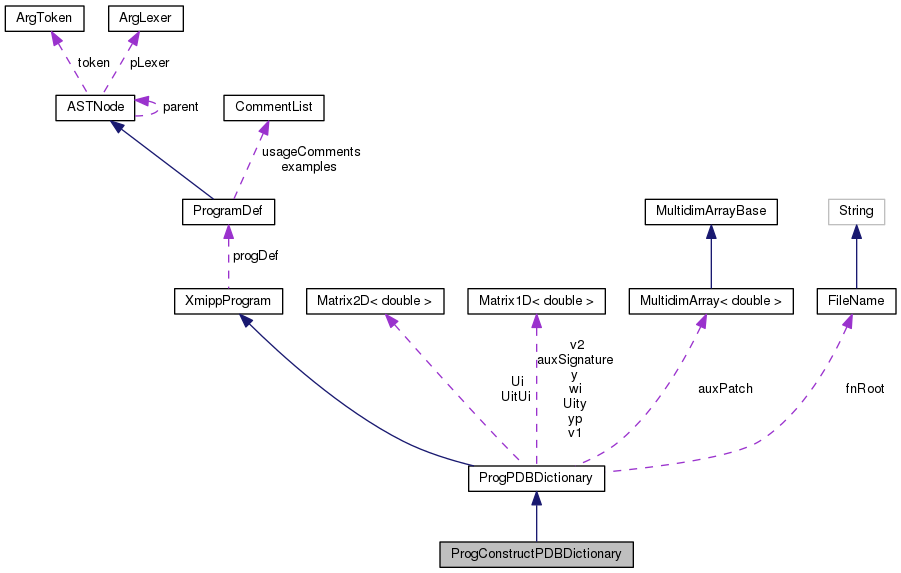 ArgToken
ArgLexer
token
pLexer
ASTNode
parent
CommentList
usageComments
examples
ProgramDef
MultidimArrayBase
String
progDef
XmippProgram
Matrix2D< double >
Matrix1D< double >
MultidimArray< double >
FileName
Ui
UitUi
v2
auxSignature
y
wi
Uity
yp
v1
auxPatch
fnRoot
ProgPDBDictionary
ProgConstructPDBDictionary